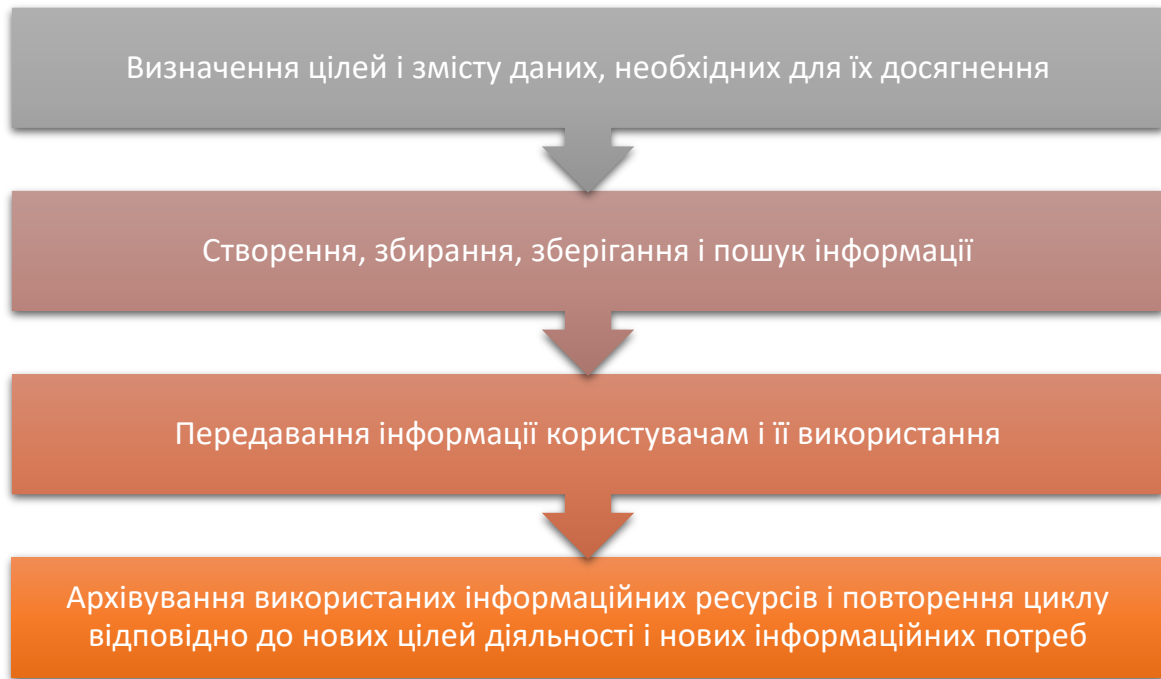 Визначення цілей і змісту даних, необхідних для їх досягнення
Створення, збирання, зберігання і пошук інформації
Передавання інформації користувачам і її використання
Архівування використаних інформаційних ресурсів і повторення циклу
відповідно до нових цілей діяльності і нових інформаційних потреб